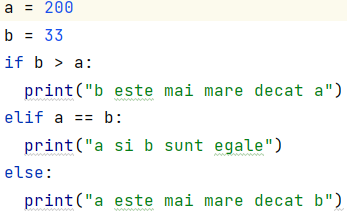 a = 200
b = 33
if b > a:
  print("b este mai mare decat a")
elif a == b:
  print("a si b sunt egale")
else:
  print("a este mai mare decat b")